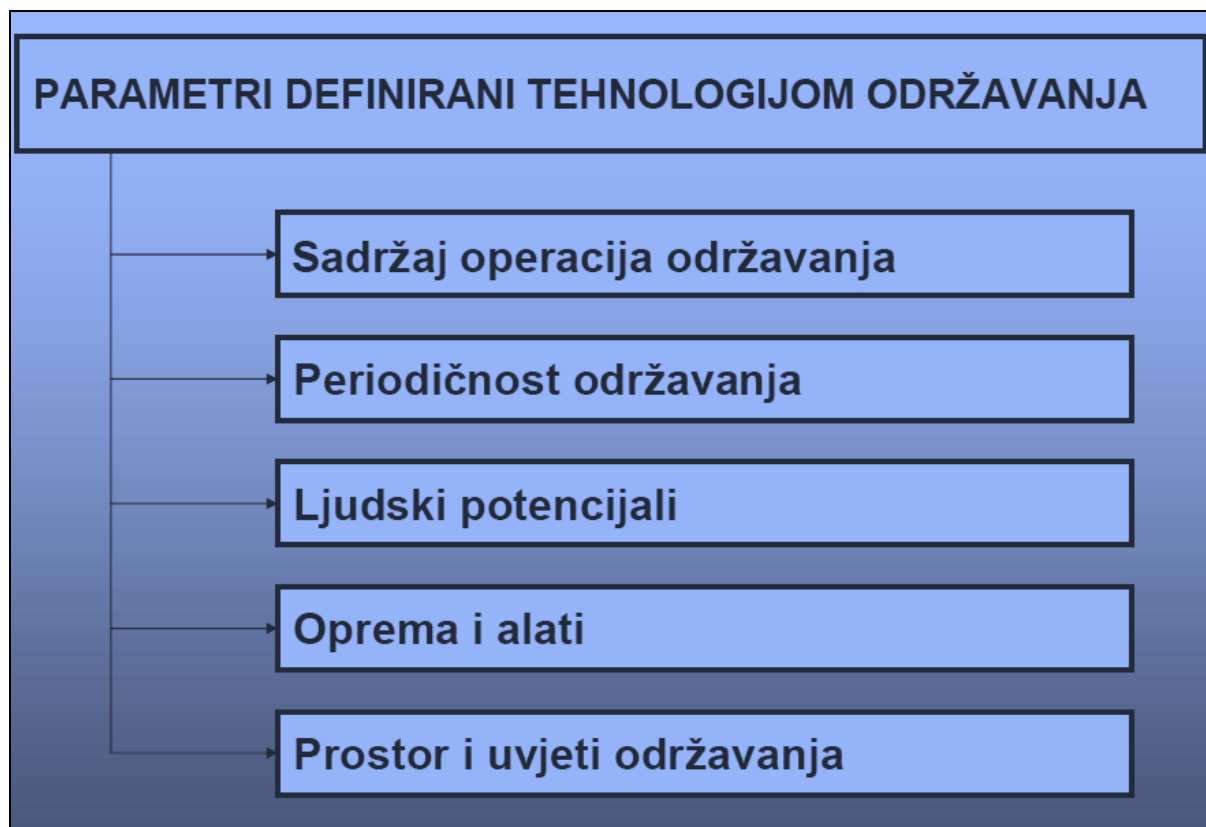 PARAMETRI DEFINIRANI TEHNOLOGIJOM ODRŽAVANJA
Sadržaj operacija održavanja
Periodičnost održavanja
Ljudski potencijali
Oprema i alati
Prostor i uvjeti održavanja